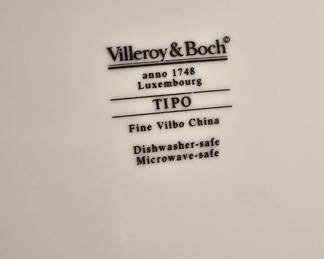 Villeroy & Boch©
anno 1748
Luxembourg
TIPO
Fine Vilbo China
Dishwasher-safe
Microwave-safe